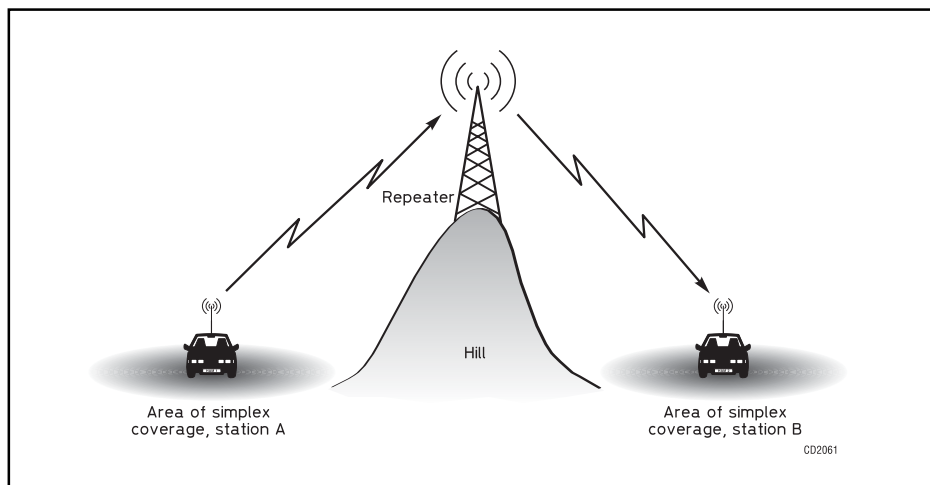 Repeater
Hill
Area of simplex
coverage, station A
Area of simplex
coverage, station B
CD2061